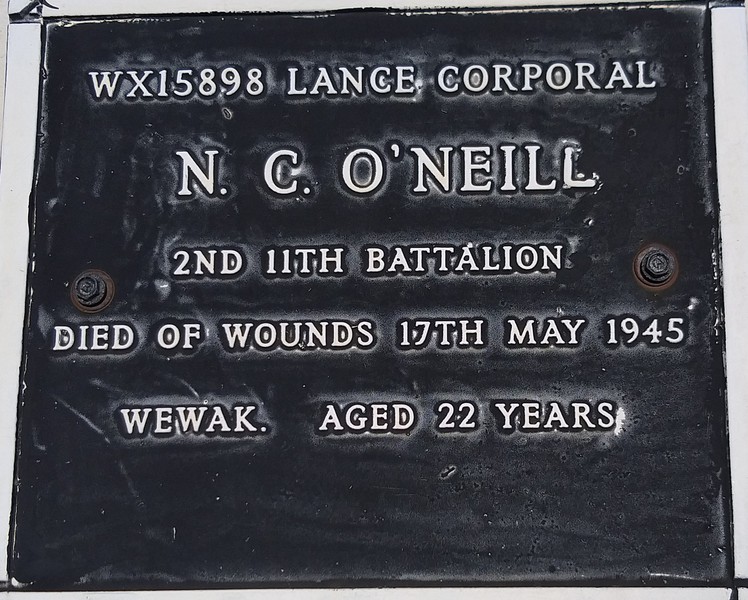 WX15898 LANCE CORPORAL
N. C. O'NEILL
2ND 11TH BATTALION
DIED OF WOUNDS 17TH MAY 1945
WEWAK. AGED 22 YEARS